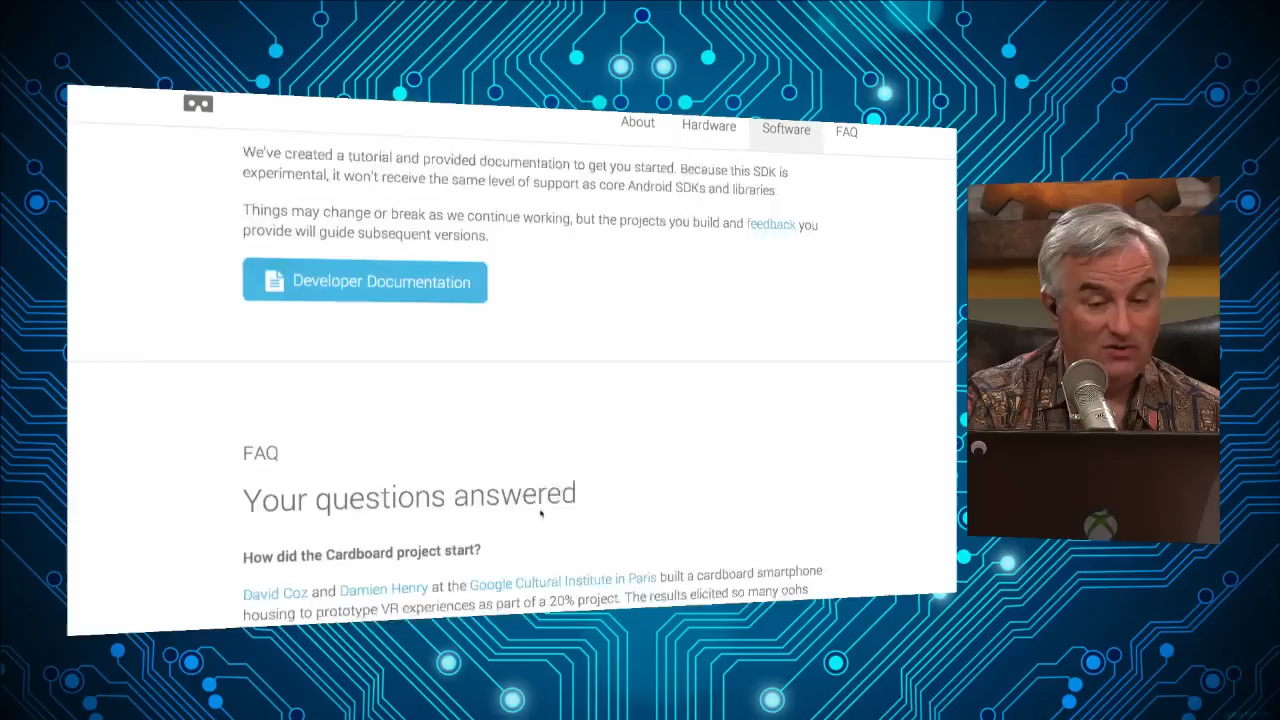 About Hardware Software FAQ
We've created a tutorial and provided documentation to get you started. Because this SDK is
experimental, it won't receive the same level of support as core Android SDKs and libraries.
Things may change or break as we continue working, but the projects you build and feedback you
provide will guide subsequent versions.
Developer Documentation
FAQ
Your questions answered
How did the Cardboard project start?
David Coz and Damien Henry at the Google Cultural Institute in Paris built a cardboard smartphone
housing to prototype VR experiences as part of a 20% project. The results elicited so many oohs